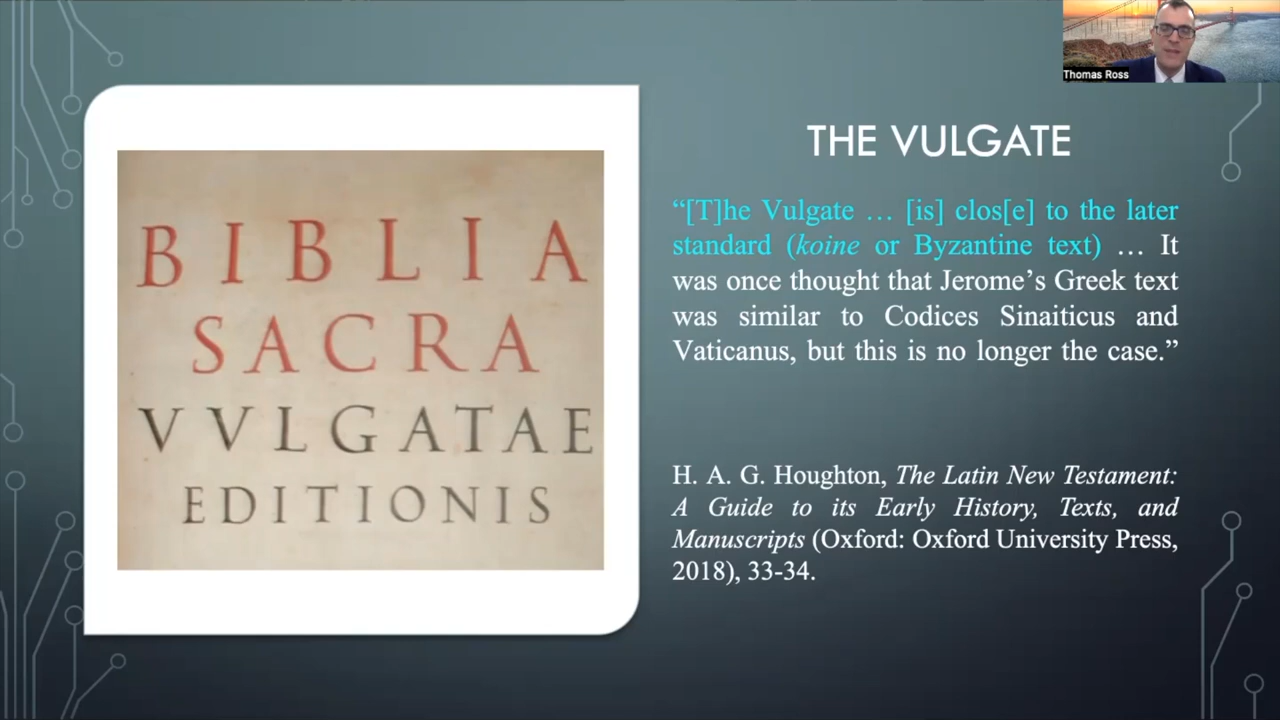 Thomas Ross
BIBLIA
SACRA
VVLGATAE
EDITIONIS
THE VULGATE
“[T]he Vulgate … [is] clos[e] to the later
standard (koine or Byzantine text) … It
was once thought that Jerome’s Greek text
was similar to Codices Sinaiticus and
Vaticanus, but this is no longer the case.”
H. A. G. Houghton, The Latin New Testament:
A Guide to its Early History, Texts, and
Manuscripts (Oxford: Oxford University Press,
2018), 33-34.